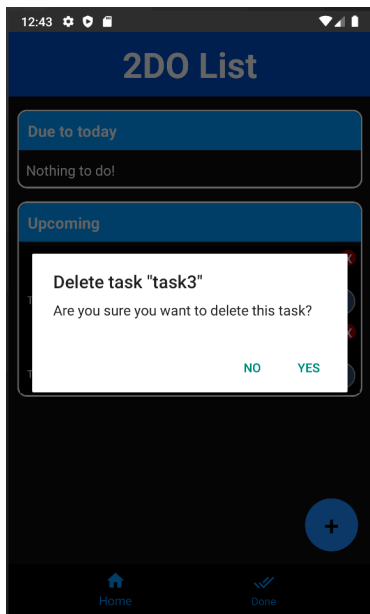 12:43
2DO List
Due to today
Nothing to do!
Upcoming
X
Delete task "task3"
Are you sure you want to delete this task?
X
NO YES
+
Home Done